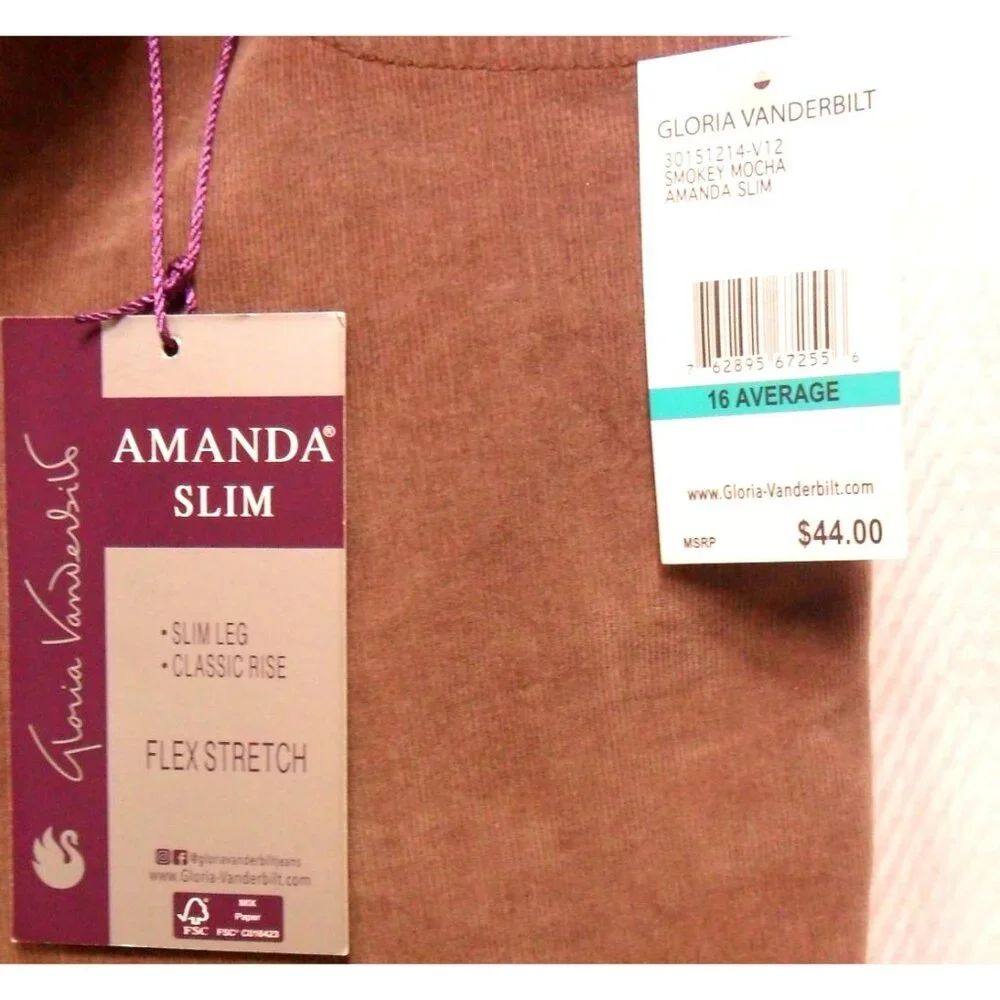 Gloria Vanderbilt
AMANDA®
SLIM
• SLIM LEG
• CLASSIC RISE
FLEX STRETCH
@gloriavanderbiltjeans
www.Gloria-Vanderbilt.com
FSC
MIX
Paper
FSC® C016423
GLORIA VANDERBILT
30151214-V12
SMOKEY MOCHA
AMANDA SLIM
7 62895 67255 6
16 AVERAGE
www.Gloria-Vanderbilt.com
MSRP $44.00